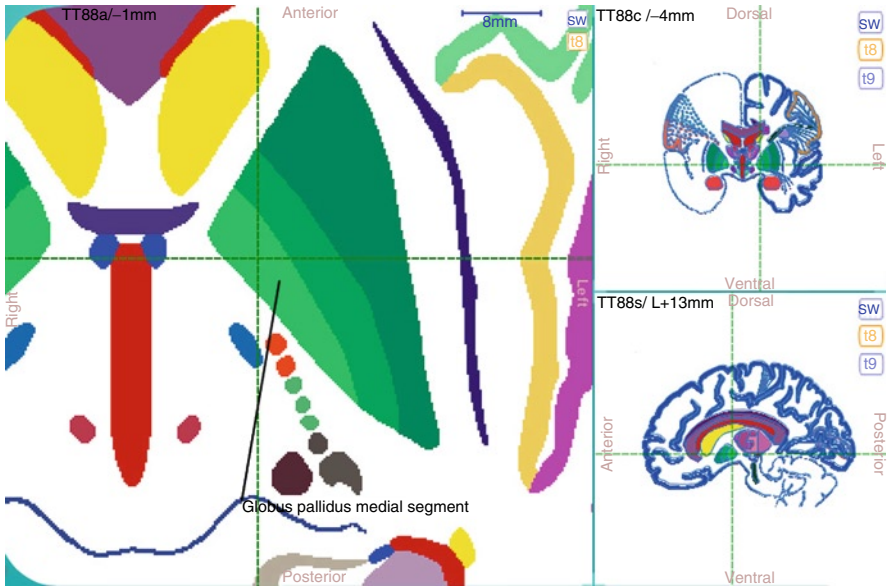 TT88a/–1mm
Anterior
8mm
sw
t8
Right
Left
Globus pallidus medial segment
Posterior
TT88c /–4mm
Dorsal
sw
t8
t9
Right
Left
Ventral
TT88s/ L+13mm
Dorsal
sw
t8
t9
Anterior
Posterior
Ventral